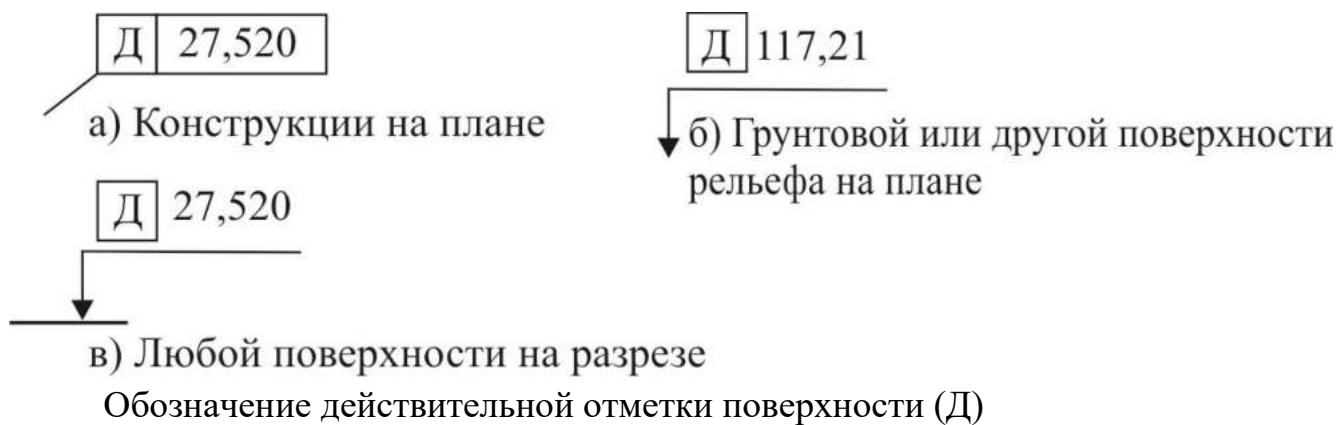 Д 27,520
а) Конструкции на плане
Д 117,21
б) Грунтовой или другой поверхности
рельефа на плане
Д 27,520
в) Любой поверхности на разрезе
Обозначение действительной отметки поверхности (Д)